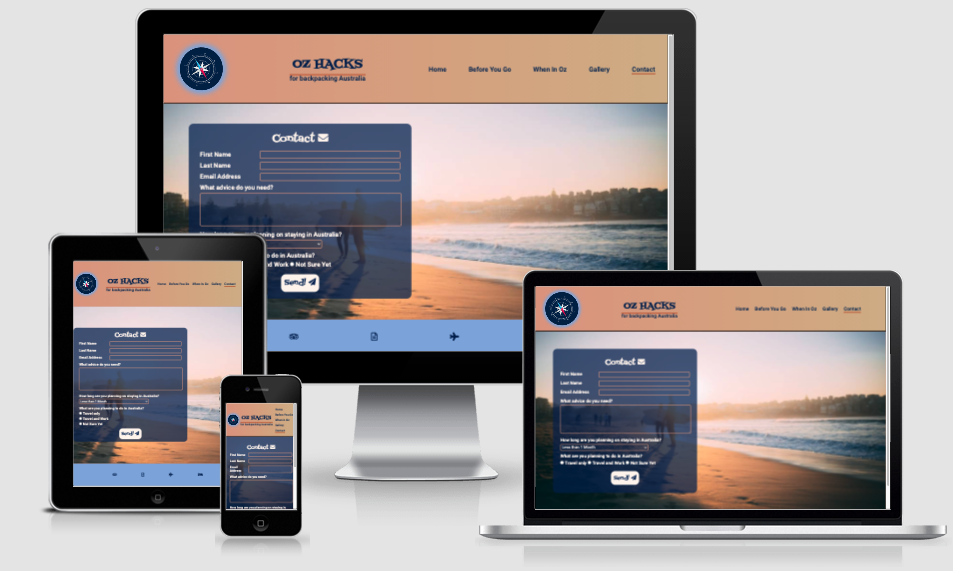 OZ HACKS
for backpacking Australia
Home Before You Go When In Oz Gallery Contact
Contact
First Name
Last Name
Email Address
What advice do you need?
planning on staying in Australia?
do in Australia?
d Work Not Sure Yet
Send!
OZ HACKS
for backpacking Australia
Home Before You Go When In Oz Gallery Contact
Contact
First Name
Last Name
Email Address
What advice do you need?
How long are you planning on staying in Australia?
Less than 1 Month
What are you planning to do in Australia?
Travel only
Travel and Work
Not Sure Yet
Send!
OZ HACKS
for backpacking Australia
Home
Before You Go
When In Oz
Gallery
Contact
Contact
First Name
Last Name
Email
Address
What advice do you need?
How long are you planning on staying in
OZ HACKS
for backpacking Australia
Home Before You Go When In Oz Gallery Contact
Contact
First Name
Last Name
Email Address
What advice do you need?
How long are you planning on staying in Australia?
Less than 1 Month
What are you planning to do in Australia?
Travel only Travel and Work Not Sure Yet
Send!